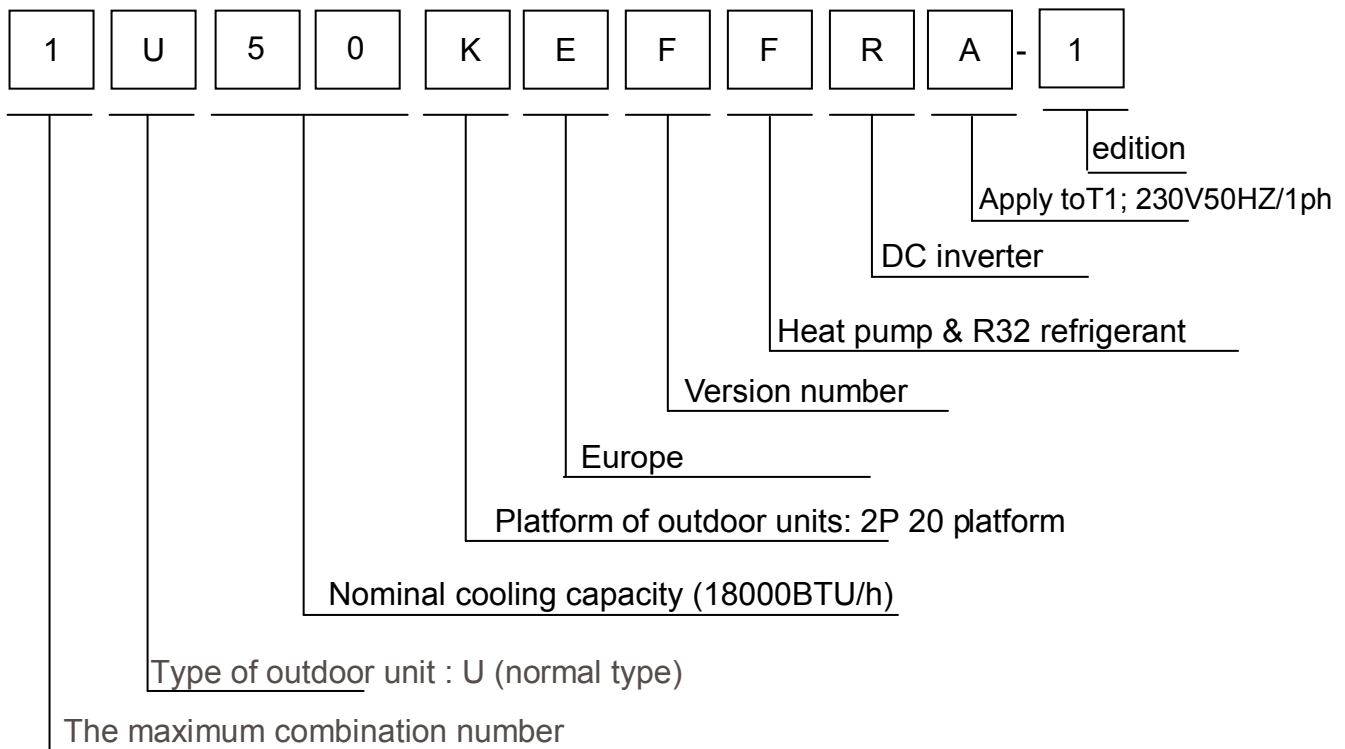 1 U 5 0 K E F F R A - 1
edition
Apply toT1; 230V50HZ/1ph
DC inverter
Heat pump & R32 refrigerant
Version number
Europe
Platform of outdoor units: 2P 20 platform
Nominal cooling capacity (18000BTU/h)
Type of outdoor unit : U (normal type)
The maximum combination number